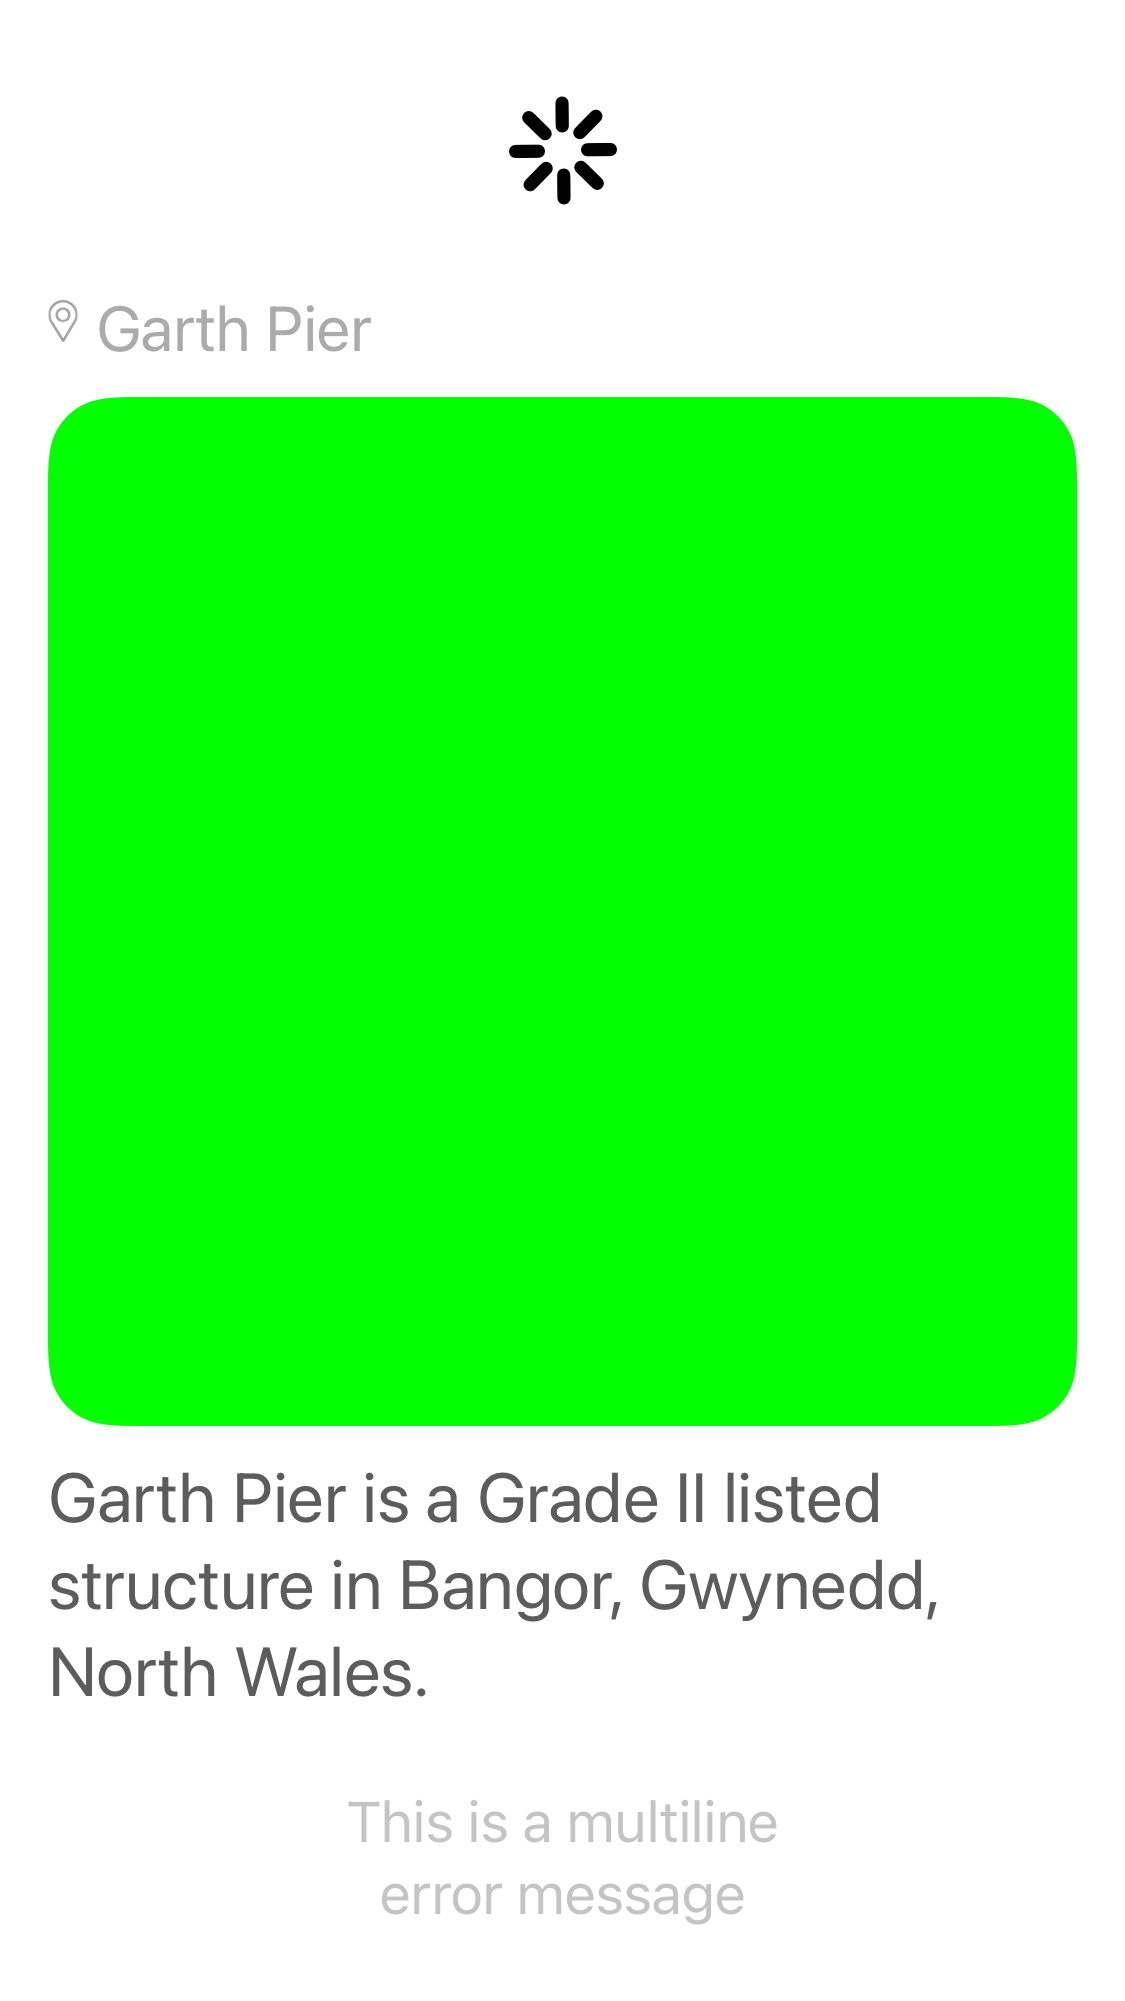 Garth Pier
Garth Pier is a Grade II listed
structure in Bangor, Gwynedd,
North Wales.
This is a multiline
error message